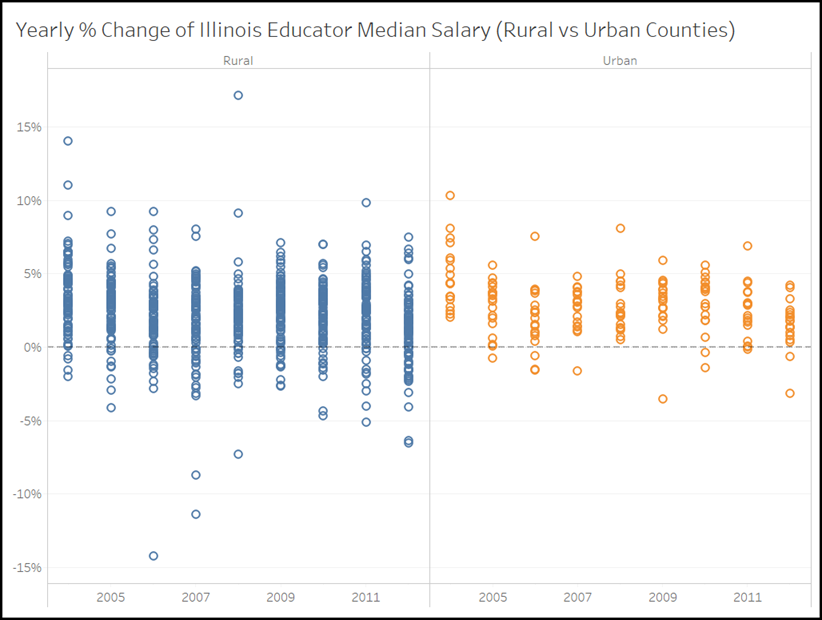 Yearly % Change of Illinois Educator Median Salary (Rural vs Urban Counties)
Rural Urban
15%
10%
5%
0%
-5%
-10%
-15%
2005 2007 2009 2011 2005 2007 2009 2011